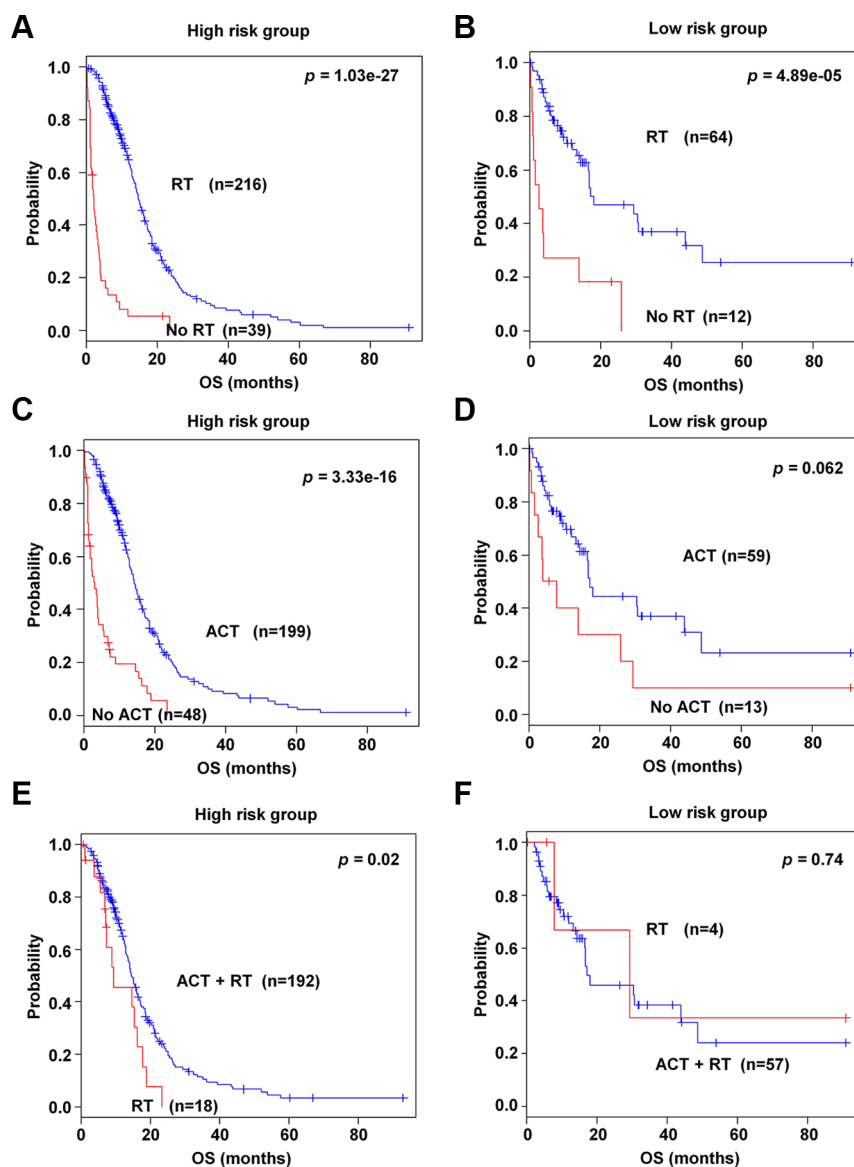 A
High risk group
p = 1.03e-27
RT (n=216)
No RT (n=39)
Probability
1.0
0.8
0.6
0.4
0.2
0.0
0 20 40 60 80
OS (months)
B
Low risk group
p = 4.89e-05
RT (n=64)
No RT (n=12)
Probability
1.0
0.8
0.6
0.4
0.2
0.0
0 20 40 60 80
OS (months)
C
High risk group
p = 3.33e-16
ACT (n=199)
No ACT (n=48)
Probability
1.0
0.8
0.6
0.4
0.2
0.0
0 20 40 60 80
OS (months)
D
Low risk group
p = 0.062
ACT (n=59)
No ACT (n=13)
Probability
1.0
0.8
0.6
0.4
0.2
0.0
0 20 40 60 80
OS (months)
E
High risk group
p = 0.02
ACT + RT (n=192)
RT (n=18)
Probability
1.0
0.8
0.6
0.4
0.2
0.0
0 20 40 60 80
OS (months)
F
Low risk group
p = 0.74
RT (n=4)
ACT + RT (n=57)
Probability
1.0
0.8
0.6
0.4
0.2
0.0
0 20 40 60 80
OS (months)